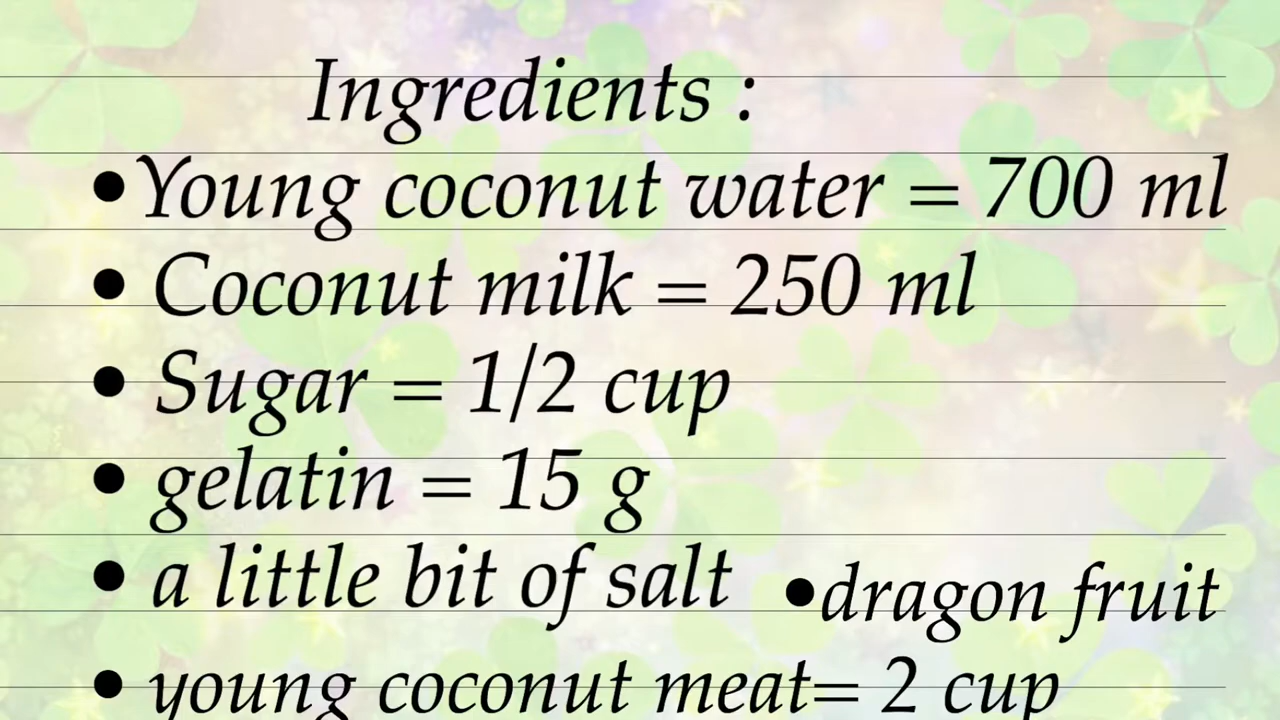 Ingredients :
•Young coconut water = 700 ml
• Coconut milk = 250 ml
• Sugar = 1/2 cup
• gelatin = 15 g
• a little bit of salt •dragon fruit
• young coconut meat= 2 cup